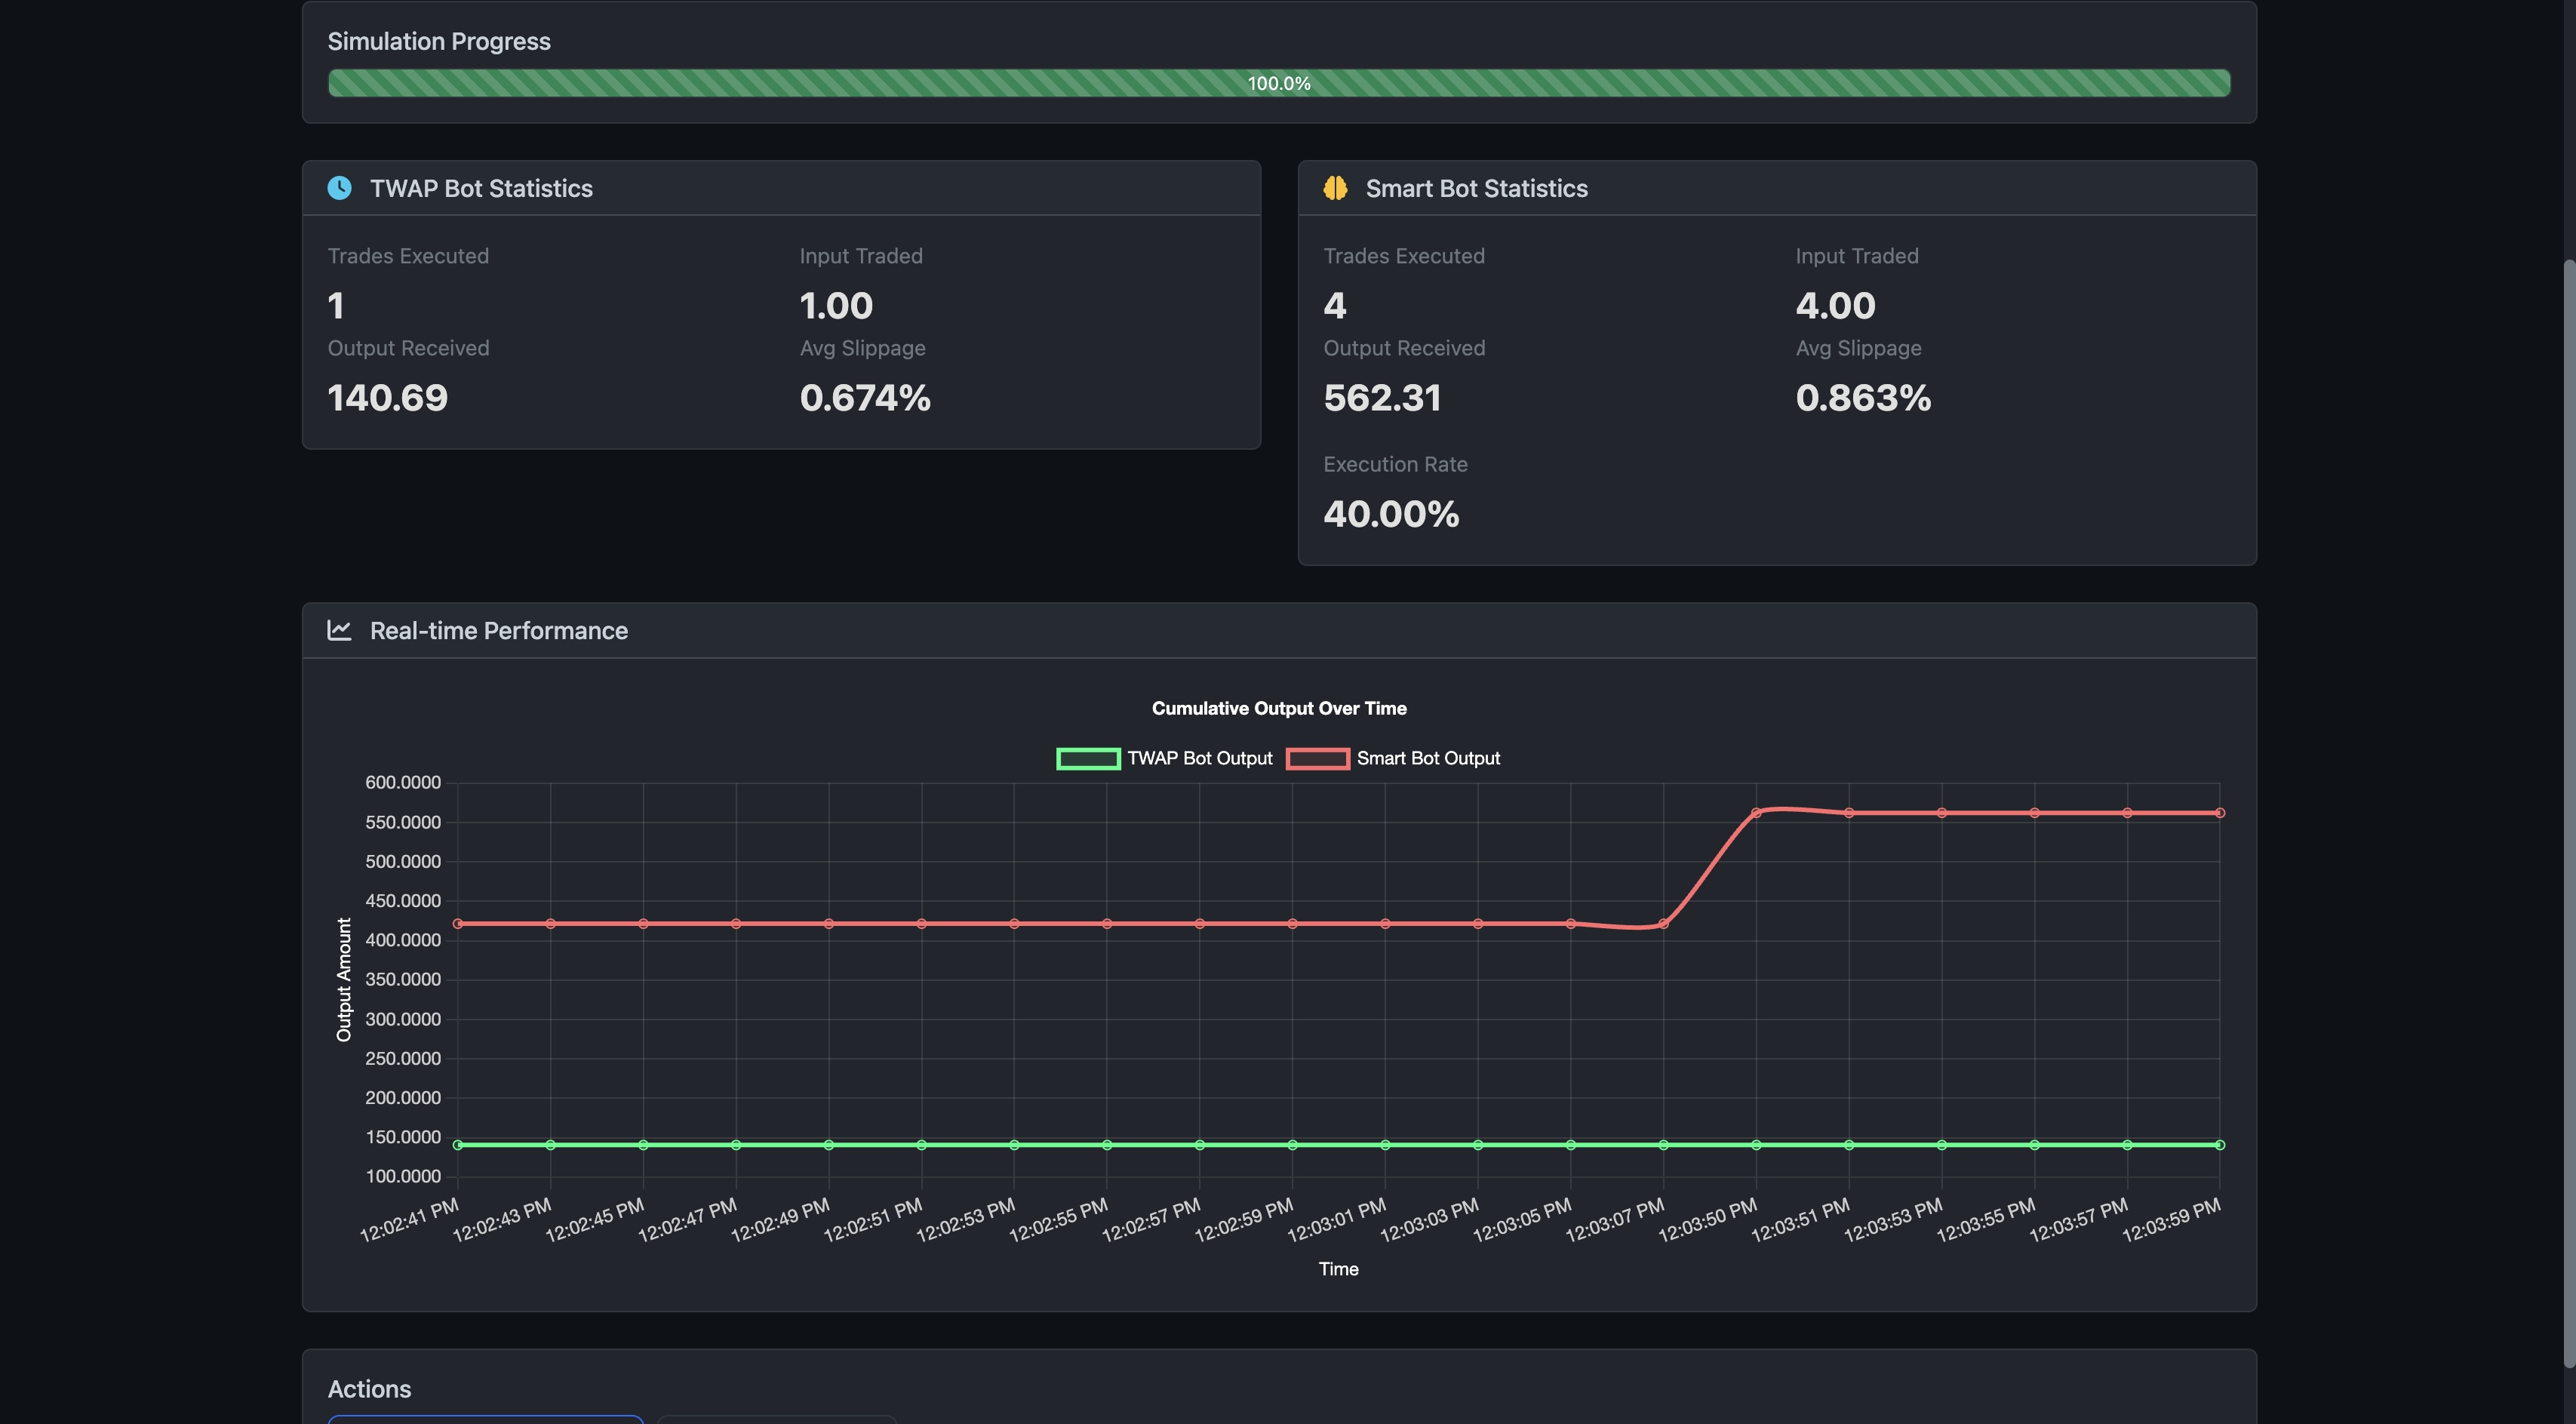 Simulation Progress
100.0%
TWAP Bot Statistics
Trades Executed
Input Traded
1
1.00
Output Received
Avg Slippage
140.69
0.674%
Smart Bot Statistics
Trades Executed
Input Traded
4
4.00
Output Received
Avg Slippage
562.31
0.863%
Execution Rate
40.00%
Real-time Performance
Cumulative Output Over Time
TWAP Bot Output
Smart Bot Output
600.0000
550.0000
500.0000
450.0000
400.0000
350.0000
300.0000
250.0000
200.0000
150.0000
100.0000
Output Amount
12:02:41 PM
12:02:43 PM
12:02:45 PM
12:02:47 PM
12:02:49 PM
12:02:51 PM
12:02:53 PM
12:02:55 PM
12:02:57 PM
12:02:59 PM
12:03:01 PM
12:03:03 PM
12:03:05 PM
12:03:07 PM
12:03:50 PM
12:03:51 PM
12:03:53 PM
12:03:55 PM
12:03:57 PM
12:03:59 PM
Time
Actions